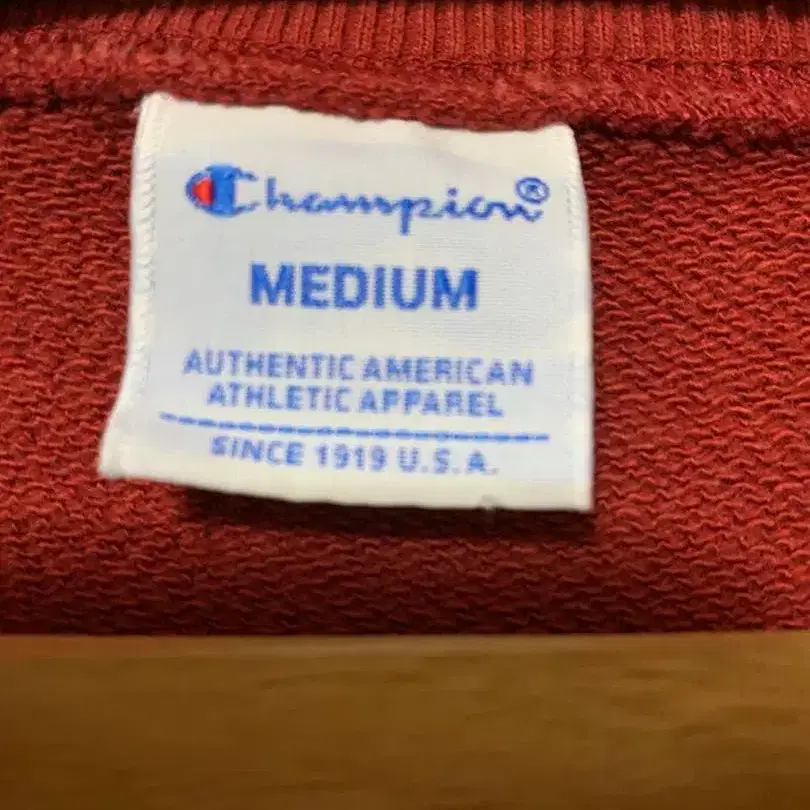 Champion®
MEDIUM
AUTHENTIC AMERICAN
ATHLETIC APPAREL
SINCE 1919 U.S.A.